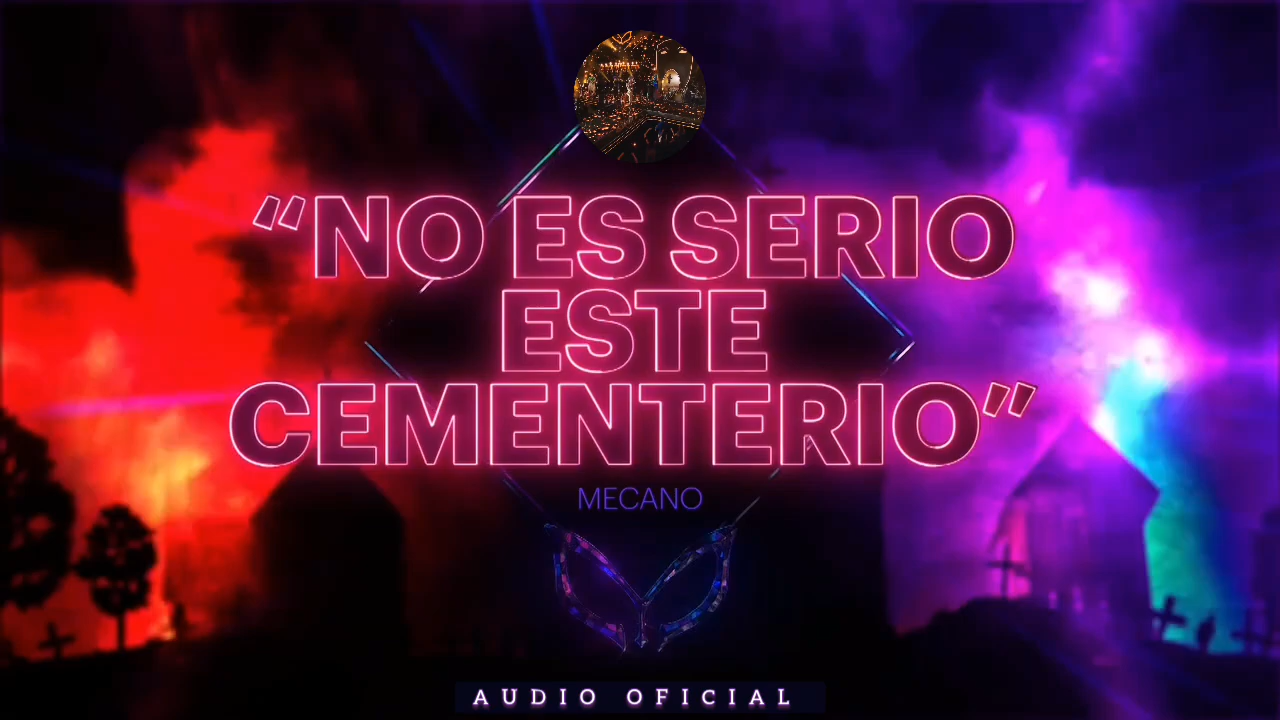 “NO ES SERIO
ESTE
CEMENTERIO”
MECANO
AUDIO OFICIAL